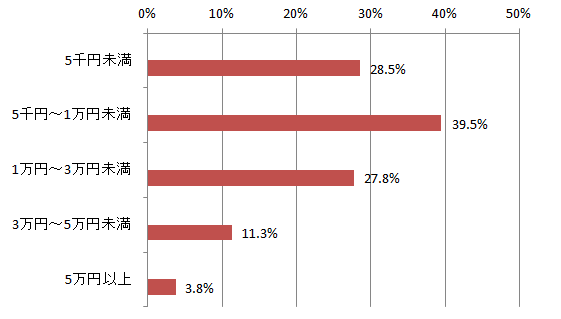 0% 10% 20% 30% 40% 50%
5千円未満 28.5%
5千円～1万円未満 39.5%
1万円～3万円未満 27.8%
3万円～5万円未満 11.3%
5万円以上 3.8%